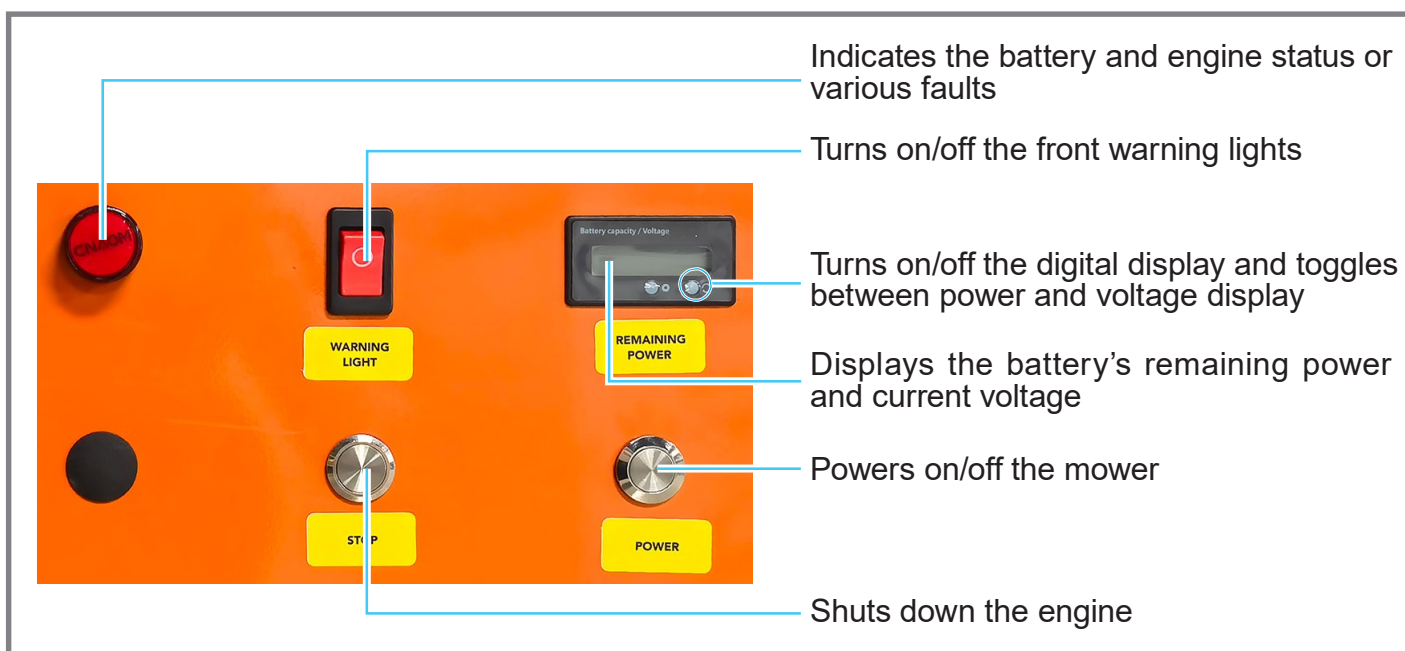 Indicates the battery and engine status or
various faults
Turns on/off the front warning lights
CNAOM
Battery capacity / Voltage
Turns on/off the digital display and toggles
between power and voltage display
WARNING
LIGHT
REMAINING
POWER
Displays the battery’s remaining power
and current voltage
Powers on/off the mower
STOP
POWER
Shuts down the engine